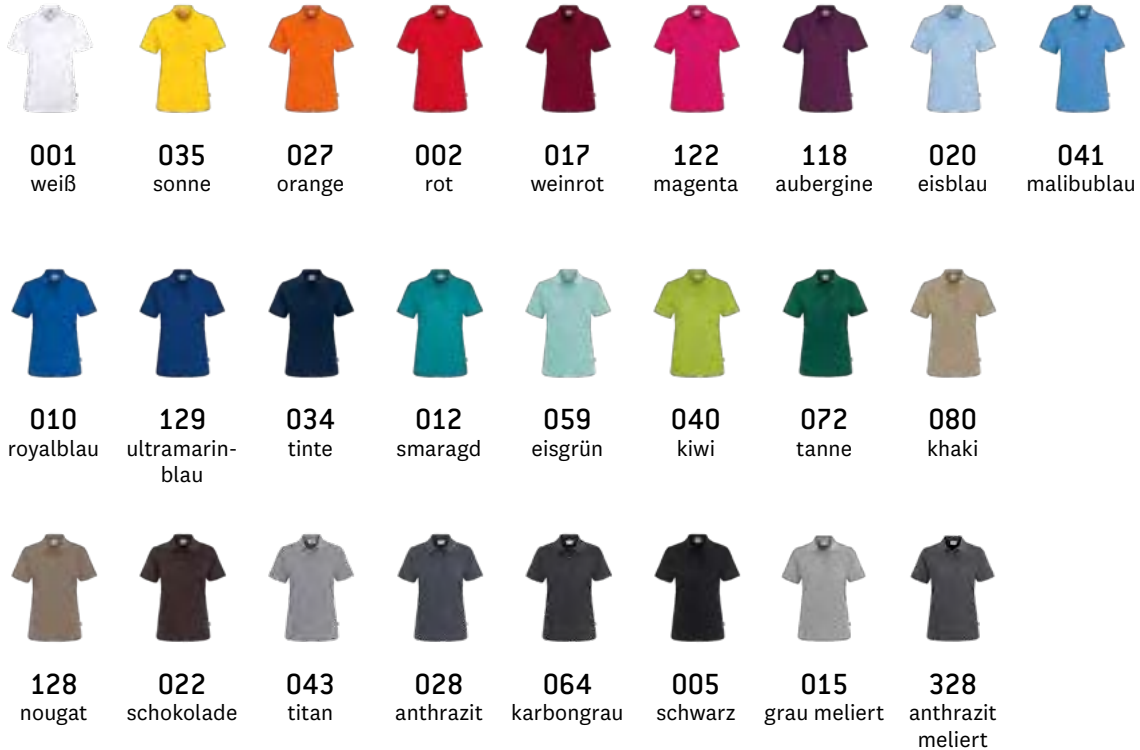 001 035 027 002 017 122 118 020 041
weiß sonne orange rot weinrot magenta aubergine eisblau malibublau
010 129 034 012 059 040 072 080
royalblau ultramarin- tinte smaragd eisgrün kiwi tanne khaki
blau
128 022 043 028 064 005 015 328
nougat schokolade titan anthrazit karbongrau schwarz grau meliert anthrazit
meliert